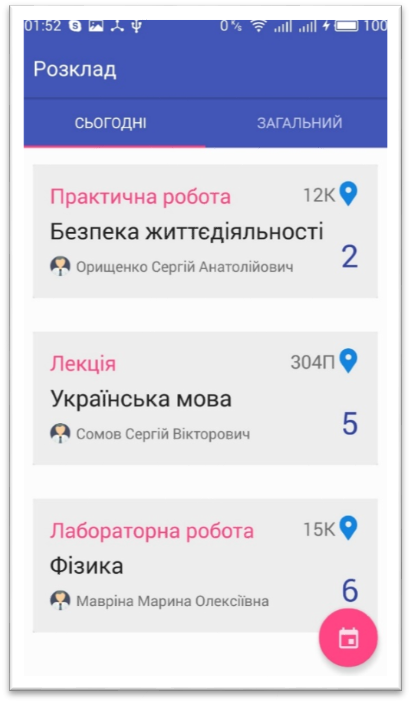 01:52 0% 100
Розклад
СЬОГОДНІ ЗАГАЛЬНИЙ
Практична робота 12К
Безпека життєдіяльності
2
Орищенко Сергій Анатолійович
Лекція 304П
Українська мова
5
Сомов Сергій Вікторович
Лабораторна робота 15К
Фізика
6
Мавріна Марина Олексіївна